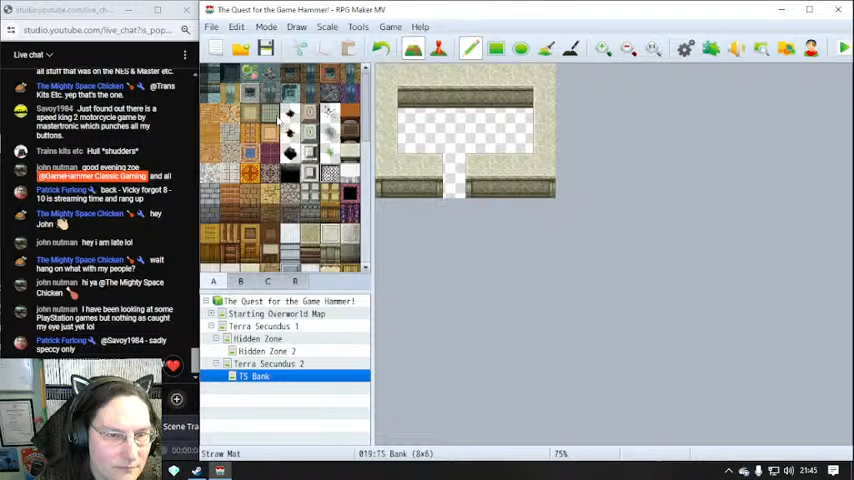 studio.youtube.com/live_chat?is_pop...
studio.youtube.com/live_chat?is_pop...
Live chat
all stuff that was on the NES & Master etc.
The Mighty Space Chicken @Trans Kits Etc. yep that's the one.
Savoy1984 Just found out there is a
speed king 2 motorcycle game by
mastertronic which punches all my
buttons.
Trains kits etc Hull *shudders*
john nutman good evening zoe
@GameHammer Classic Gaming and all
Patrick Furlong back - Vicky forgot 8 -
10 is streaming time and rang up
The Mighty Space Chicken hey
John
john nutman hey i am late lol
The Mighty Space Chicken wait
hang on what with my people?
john nutman hi ya @The Mighty Space
Chicken
john nutman I have been looking at some
PlayStation games but nothing as caught
my eye just yet lol
Patrick Furlong @Savoy1984 - sadly
speccy only
Scene Tra
The Quest for the Game Hammer! - RPG Maker MV
File Edit Mode Draw Scale Tools Game Help
A B C R
The Quest for the Game Hammer!
Starting Overworld Map
Terra Secundus 1
Hidden Zone
Hidden Zone 2
Terra Secundus 2
TS Bank
Straw Mat
019:TS Bank (8x6)
75%
21:45